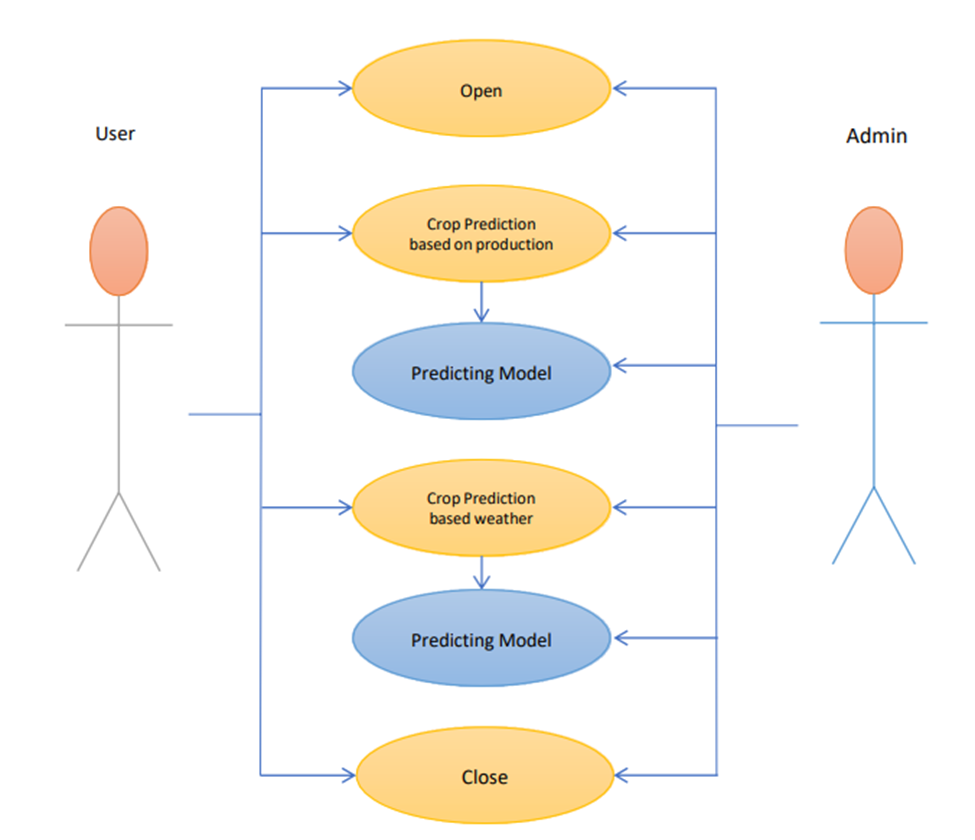 Open
User
Admin
Crop Prediction
based on production
Predicting Model
Crop Prediction
based weather
Predicting Model
Close